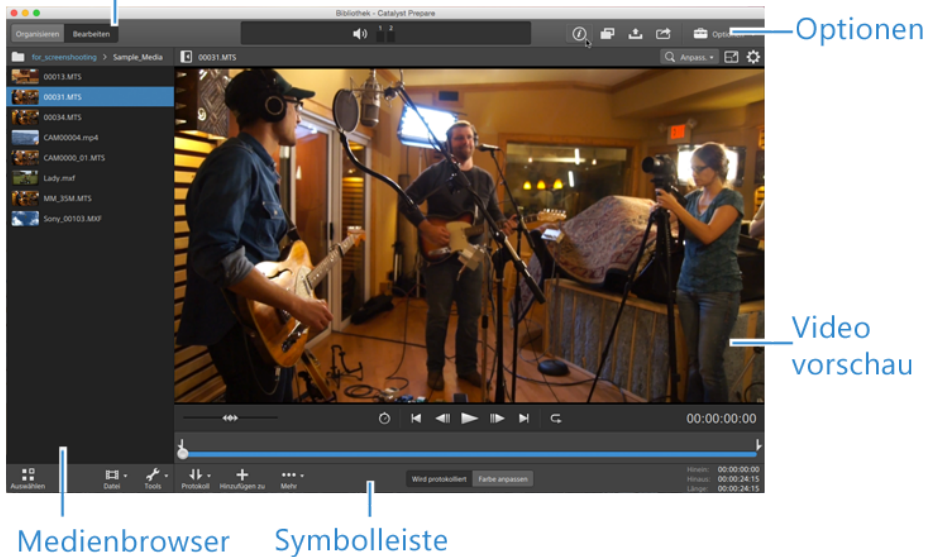 Bibliothek - Catalyst Prepare
Organisieren Bearbeiten
1 2
Optionen
for_screenshooting > Sample_Media
00031.MTS
Anpass.
00013.MTS
00031.MTS
00034.MTS
CAM00004.mp4
CAM0000_01.MTS
Lady.mxf
MM_35M.MTS
Sony_00103.MXF
Video
vorschau
00:00:00:00
Auswählen
Datei
Tools
Protokoll
Hinzufügen zu
Mehr
Wird protokolliert Farbe anpassen
Hinein: 00:00:00:00
Hinaus: 00:00:24:15
Länge: 00:00:24:15
Medienbrowser
Symbolleiste